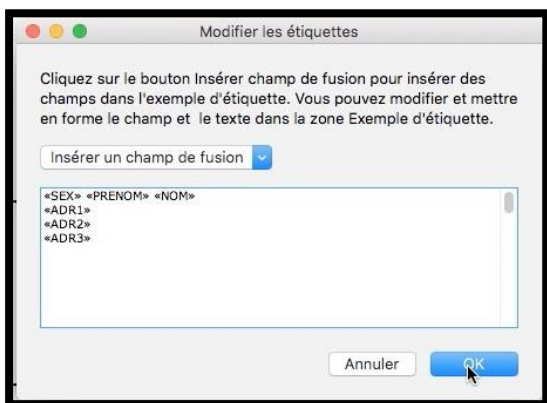 Modifier les étiquettes
Cliquez sur le bouton Insérer champ de fusion pour insérer des
champs dans l'exemple d'étiquette. Vous pouvez modifier et mettre
en forme le champ et le texte dans la zone Exemple d'étiquette.
Insérer un champ de fusion
«SEX» «PRENOM» «NOM»
«ADR1»
«ADR2»
«ADR3»
Annuler OK